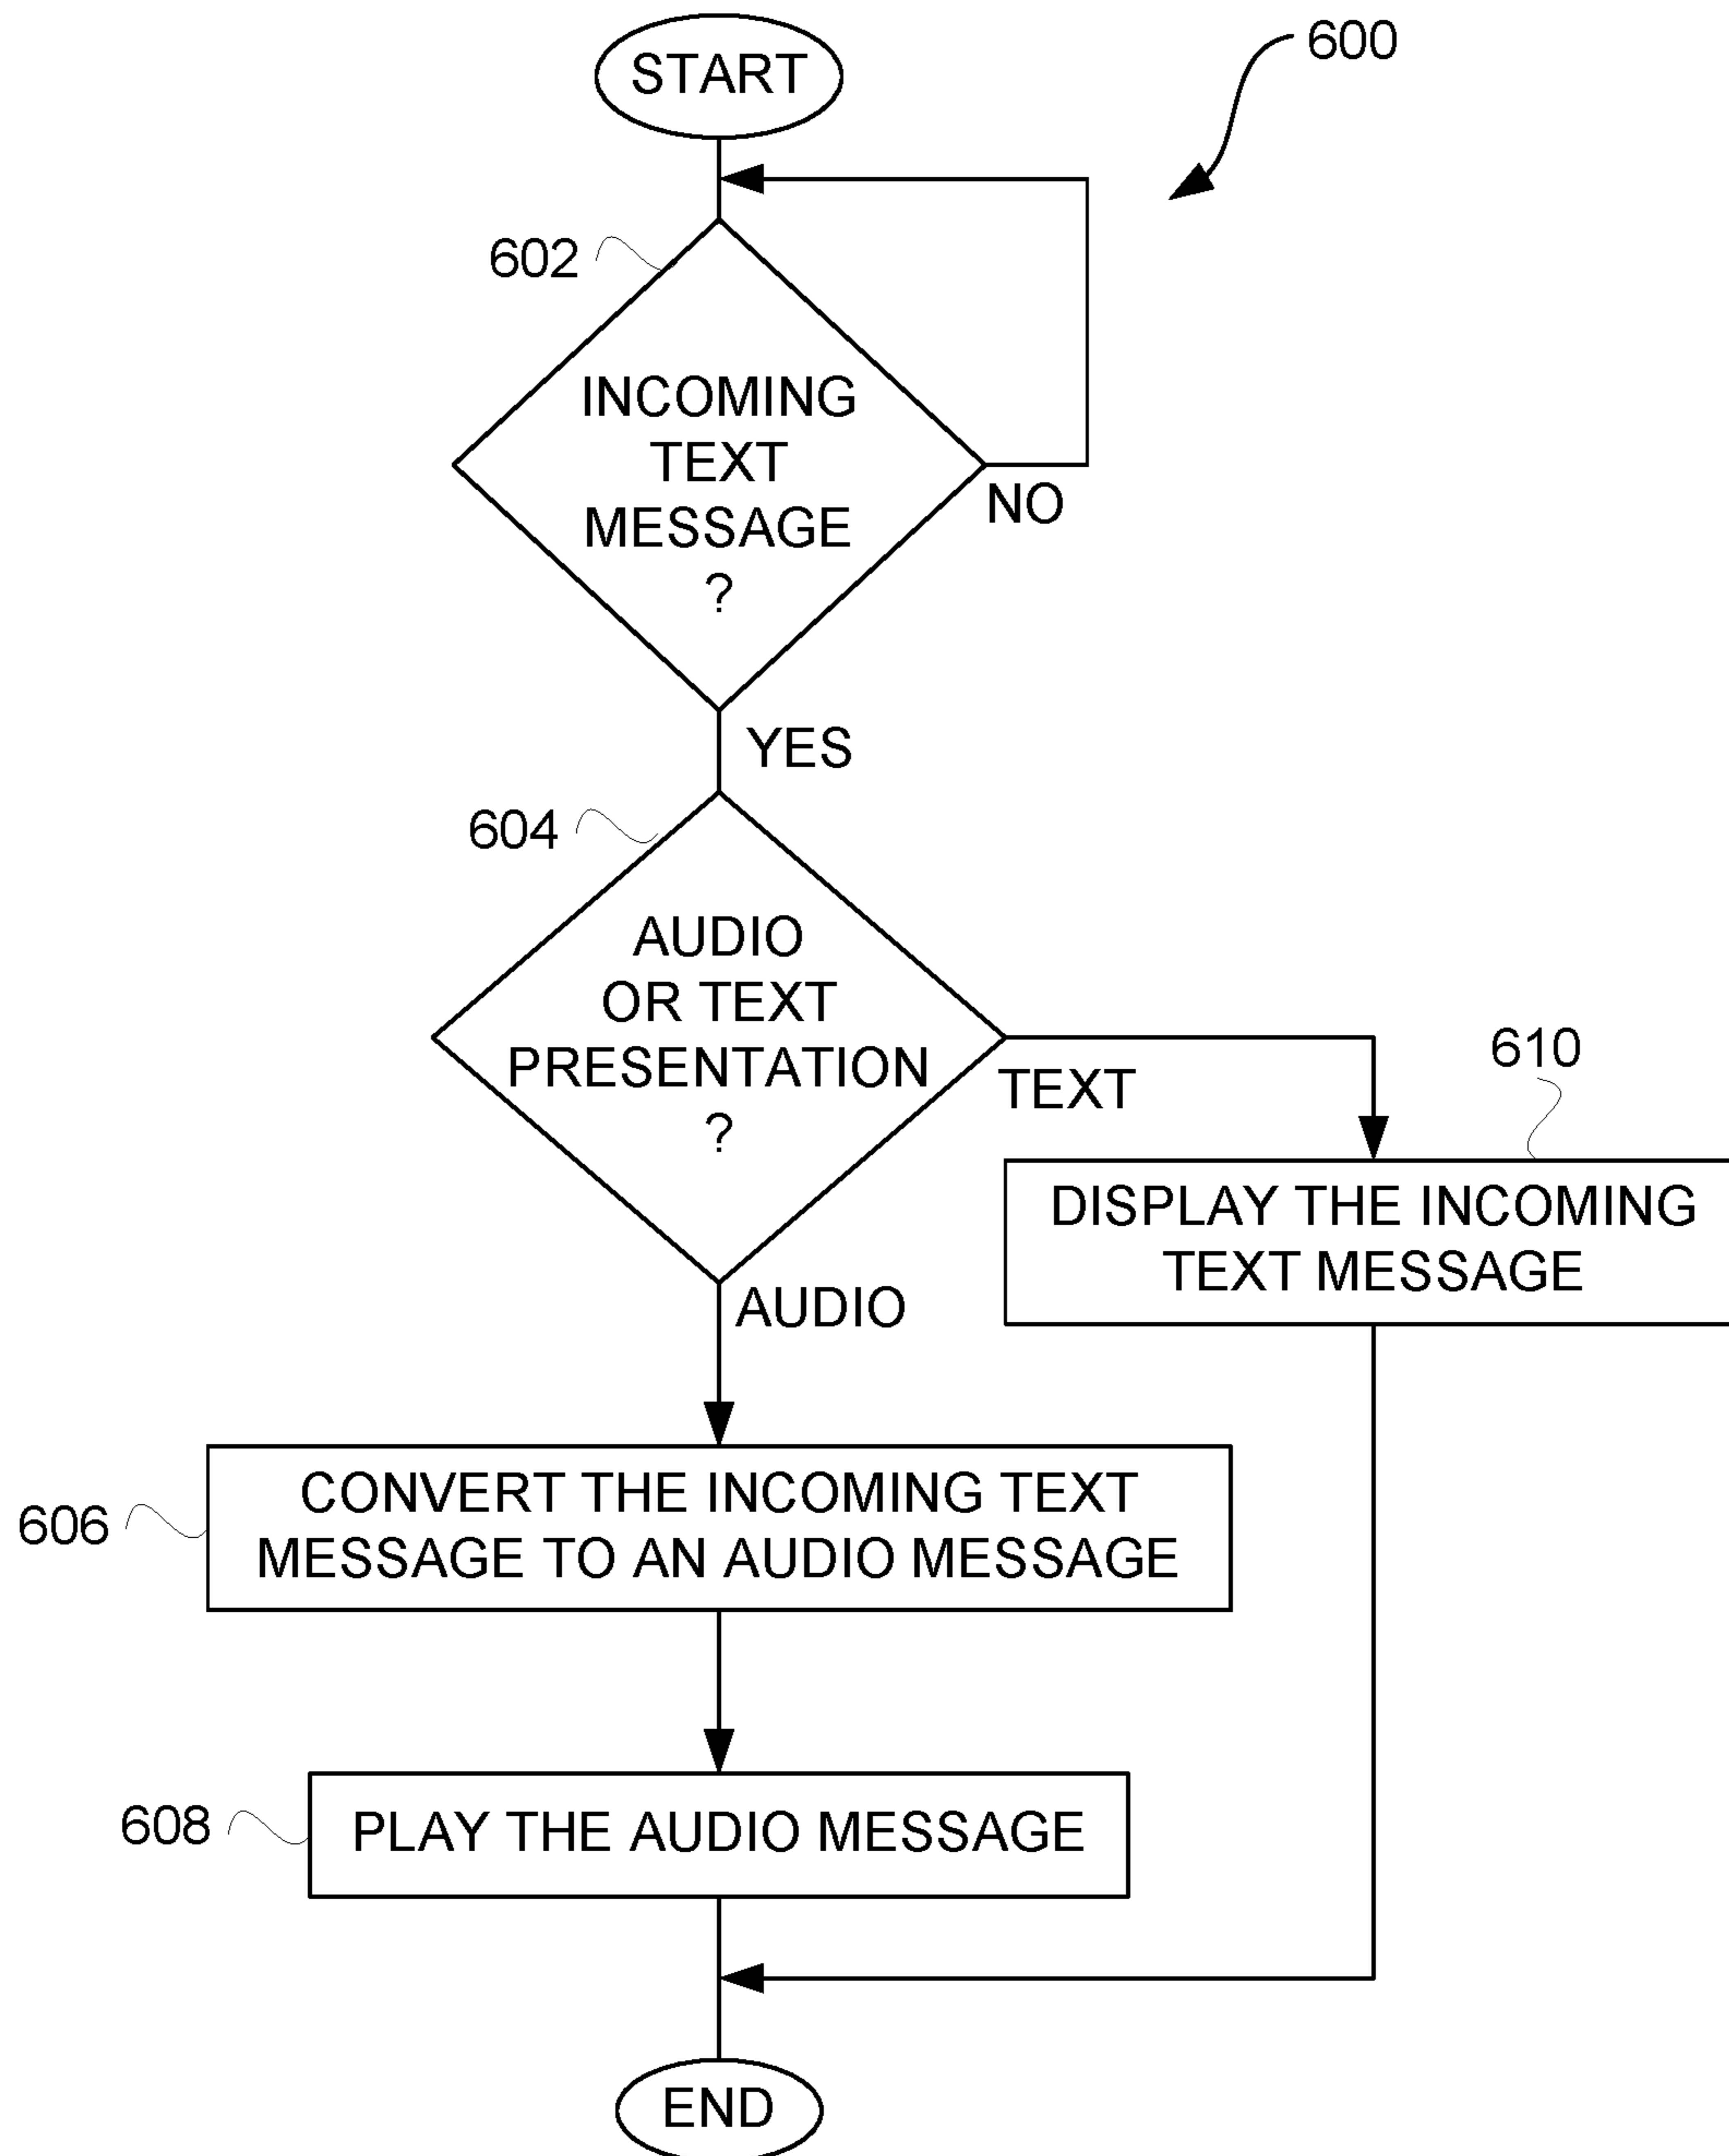 START
600
602
INCOMING
TEXT
MESSAGE
?
NO
YES
604
AUDIO
OR TEXT
PRESENTATION
?
TEXT
610
DISPLAY THE INCOMING
TEXT MESSAGE
AUDIO
606
CONVERT THE INCOMING TEXT
MESSAGE TO AN AUDIO MESSAGE
608
PLAY THE AUDIO MESSAGE
END